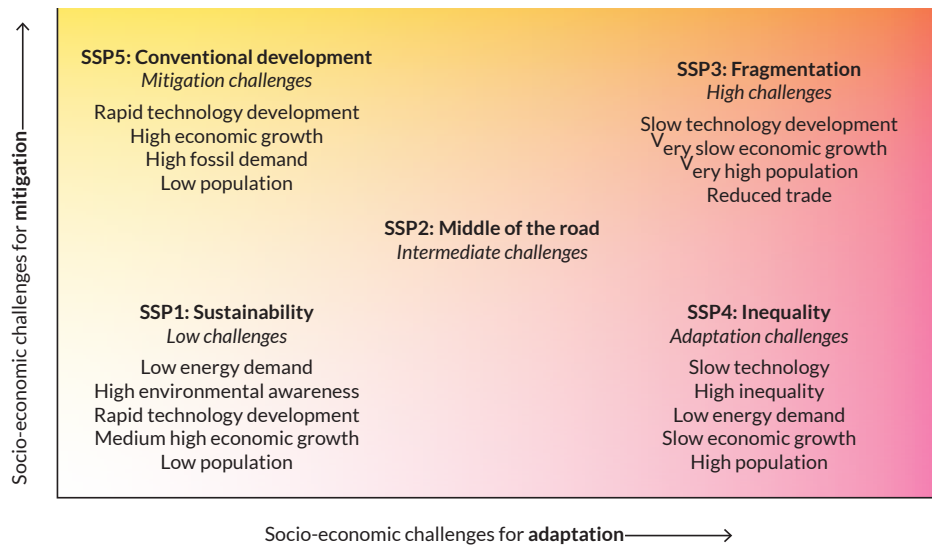 Socio-economic challenges for mitigation
SSP5: Conventional development
Mitigation challenges
Rapid technology development
High economic growth
High fossil demand
Low population
SSP3: Fragmentation
High challenges
Slow technology development
Very slow economic growth
Very high population
Reduced trade
SSP2: Middle of the road
Intermediate challenges
SSP1: Sustainability
Low challenges
Low energy demand
High environmental awareness
Rapid technology development
Medium high economic growth
Low population
SSP4: Inequality
Adaptation challenges
Slow technology
High inequality
Low energy demand
Slow economic growth
High population
Socio-economic challenges for adaptation